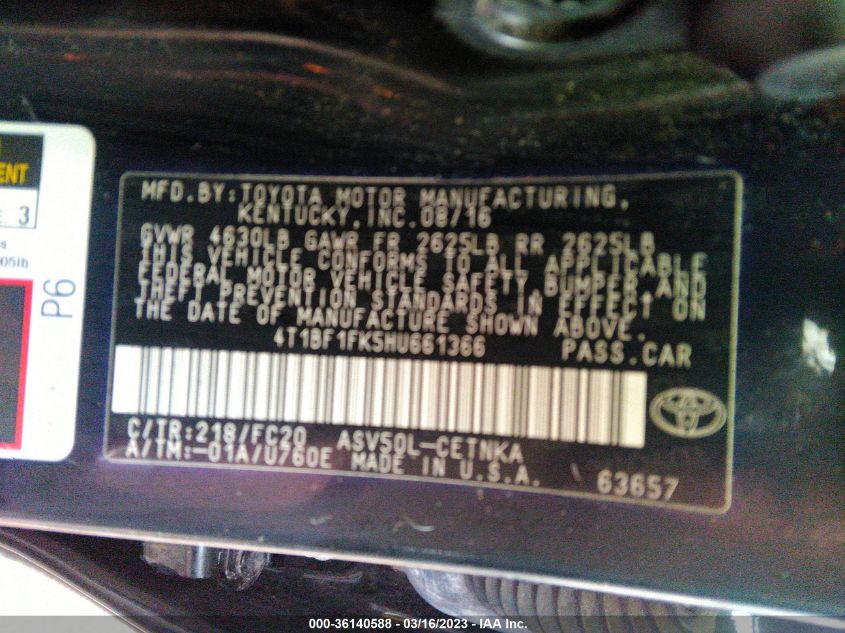 ENT
E 3
s
05lb
P6
MFD.BY:TOYOTA MOTOR MANUFACTURING,
KENTUCKY,INC.08/16
GVWR 4630LB GAWR FR 2625LB RR 2625LB
THIS VEHICLE CONFORMS TO ALL APPLICABLE
FEDERAL MOTOR VEHICLE SAFETY BUMPER,AND
THEFT PREVENTION STANDARDS IN EFFECT ON
THE DATE OF MANUFACTURE SHOWN ABOVE.
4T1BF1FK5HU661366 PASS.CAR
C/TR:218/FC20 ASV50L-CETNKA
A/TM:-01A/U760E MADE IN U.S.A. 63657
000-36140588 - 03/16/2023 - IAA Inc.